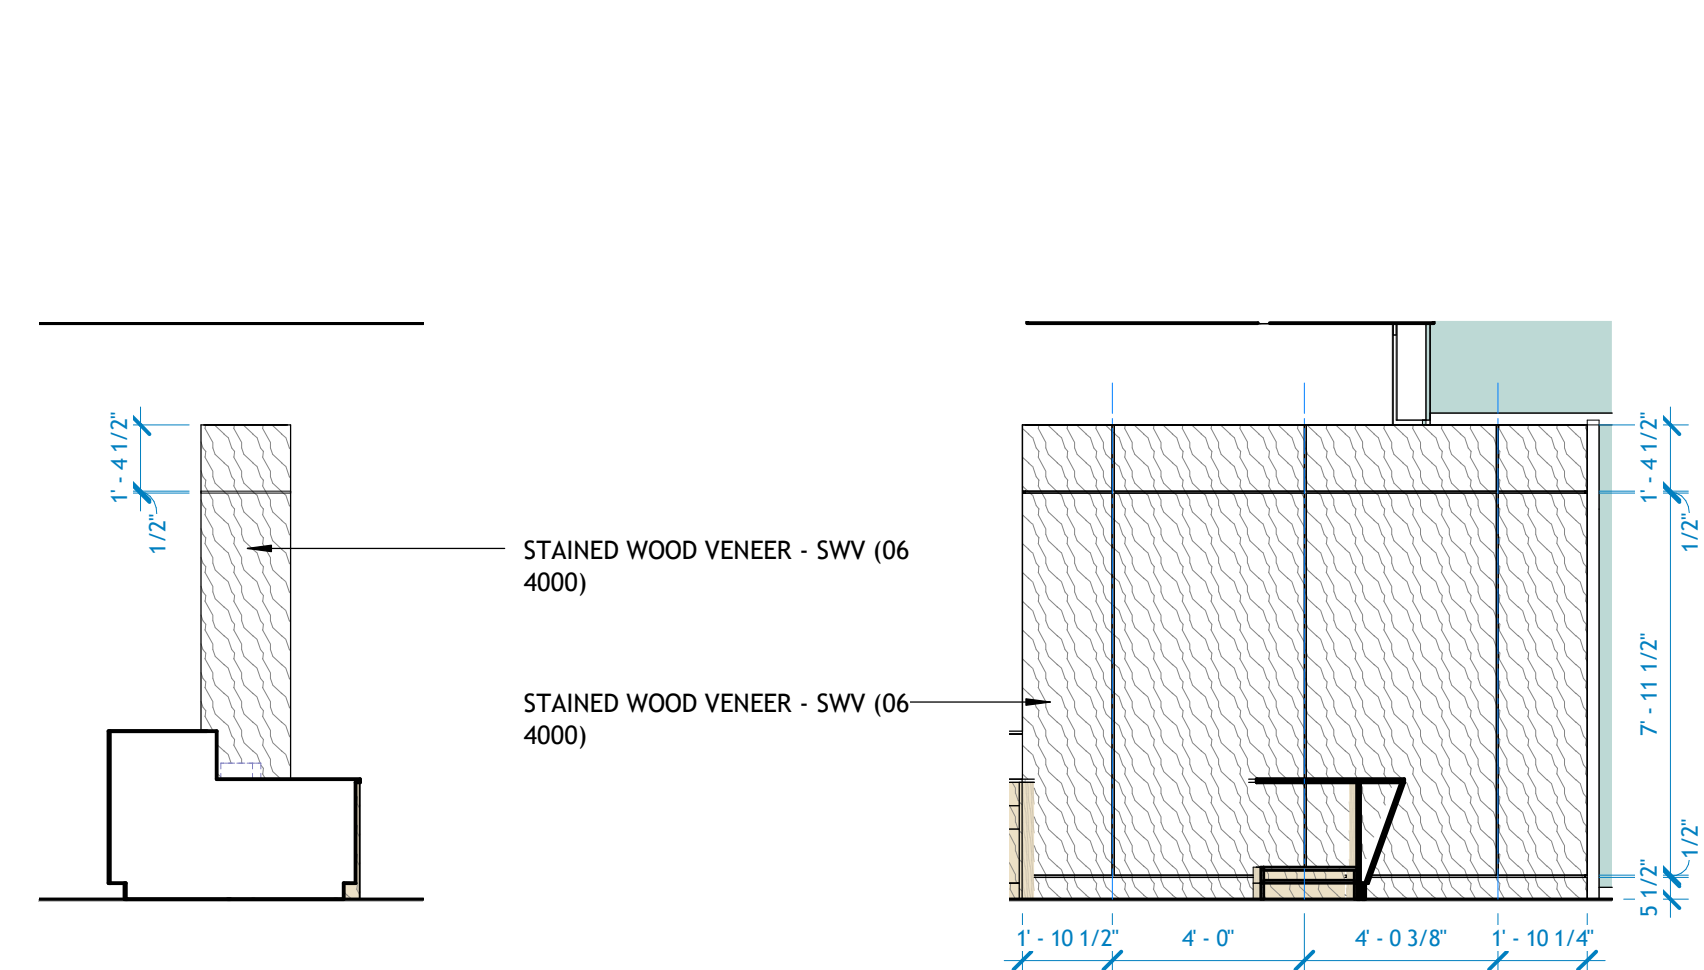 1' - 4 1/2"
1/2"
STAINED WOOD VENEER - SWV (06
4000)
STAINED WOOD VENEER - SWV (06
4000)
1' - 4 1/2"
1/2"
7' - 11 1/2"
1/2"
5 1/2"
1' - 10 1/2"
4' - 0"
4' - 0 3/8"
1' - 10 1/4"